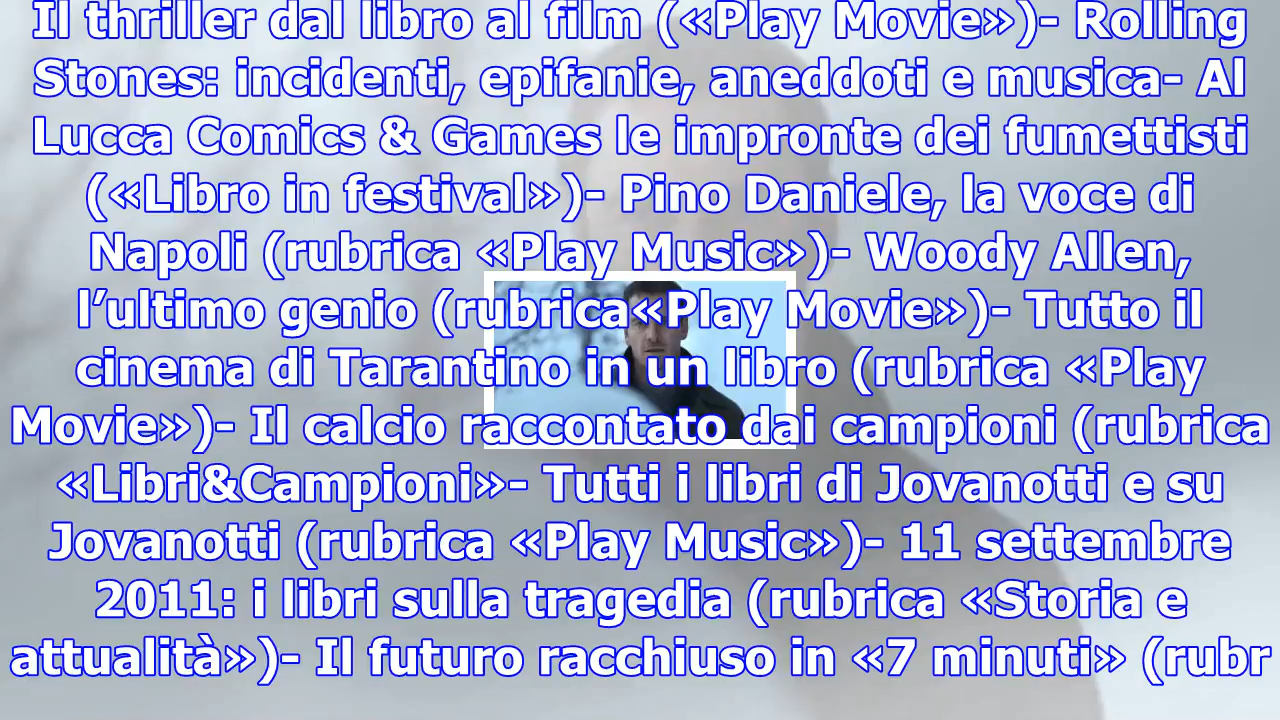 Il thriller dal libro al film («Play Movie»)- Rolling
Stones: incidenti, epifanie, aneddoti e musica- Al
Lucca Comics & Games le impronte dei fumettisti
(«Libro in festival»)- Pino Daniele, la voce di
Napoli (rubrica «Play Music»)- Woody Allen,
l’ultimo genio (rubrica«Play Movie»)- Tutto il
cinema di Tarantino in un libro (rubrica «Play
Movie»)- Il calcio raccontato dai campioni (rubrica
«Libri&Campioni»- Tutti i libri di Jovanotti e su
Jovanotti (rubrica «Play Music»)- 11 settembre
2011: i libri sulla tragedia (rubrica «Storia e
attualità»)- Il futuro racchiuso in «7 minuti» (rubr